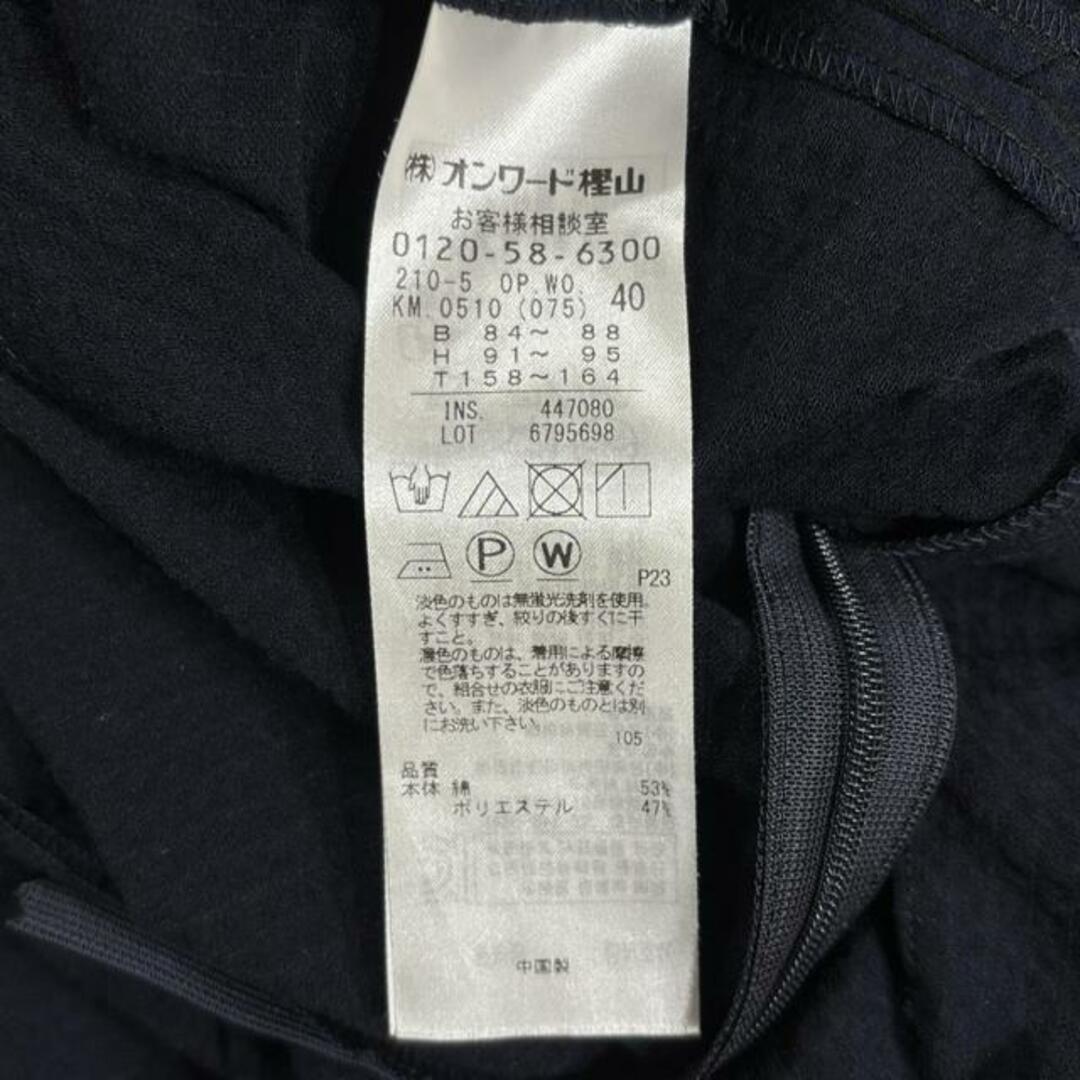 (株)オンワード樫山
お客様相談室
0120-58-6300
210-5 OP.WO. 40
KM.0510 (075)
B 84~ 88
H 91~ 95
T158~164
INS. 447080
LOT 6795698
P
W
P23
淡色のものは無蛍光洗剤を使用。
よくすすぎ、絞りの後すぐに干
すこと。
濃色のものは、着用による摩擦
で色落ちすることがありますの
で、組合せの衣服にご注意くだ
さい。また、淡色のものとは別
にお洗い下さい。
105
品質
本体 綿 53%
ポリエステル 47%
中国製